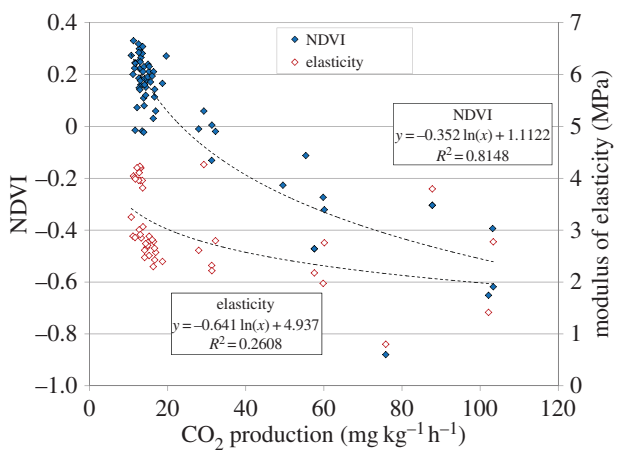 NDVI
elasticity
0.4
0.2
0
−0.2
−0.4
−0.6
−0.8
−1.0
NDVI
7
6
5
4
3
2
1
0
modulus of elasticity (MPa)
NDVI
y = −0.352 ln(x) + 1.1122
R² = 0.8148
elasticity
y = −0.641 ln(x) + 4.937
R² = 0.2608
0 20 40 60 80 100 120
CO₂ production (mg kg⁻¹ h⁻¹)